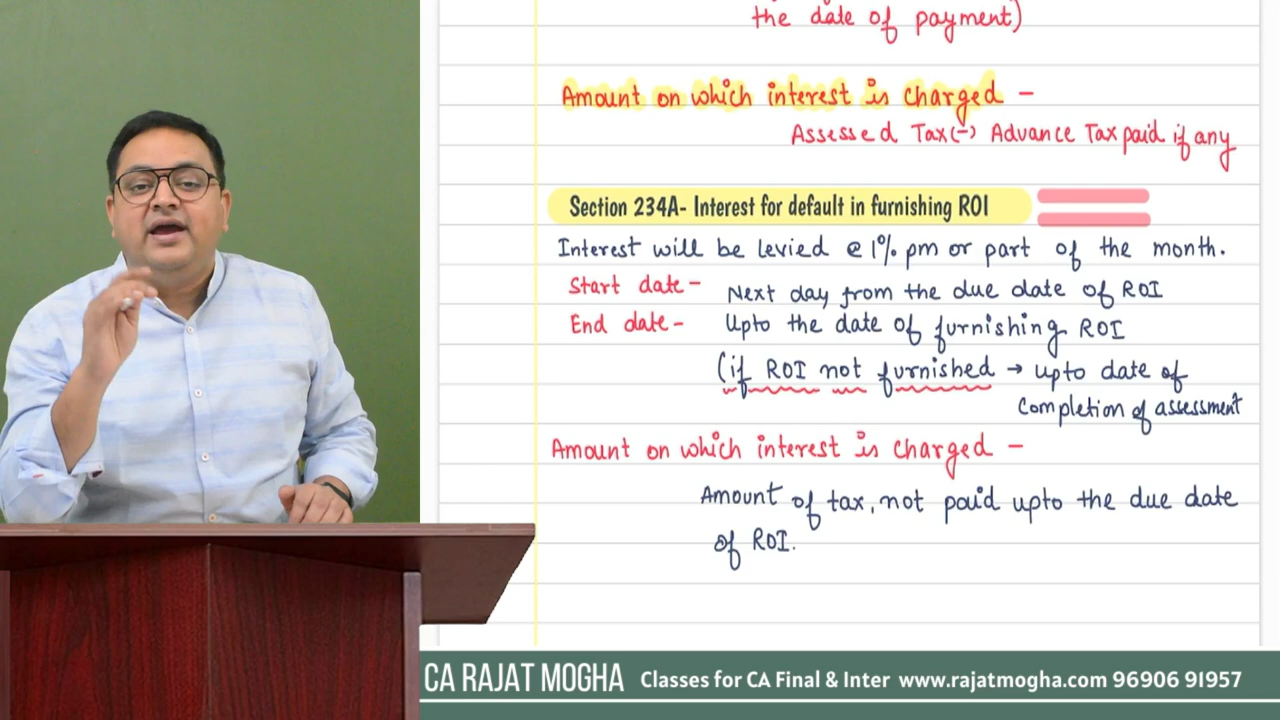 the date of payment)
Amount on which interest is charged -
Assessed Tax(-) Advance Tax paid if any
Section 234A- Interest for default in furnishing ROI
Interest will be levied @ 1% pm or part of the month.
Start date - Next day from the due date of ROI
End date - Upto the date of furnishing ROI
(if ROI not furnished → upto date of
Completion of assessment
Amount on which interest is charged -
Amount of tax, not paid upto the due date
of ROI.
CA RAJAT MOGHA Classes for CA Final & Inter www.rajatmogha.com 96906 91957